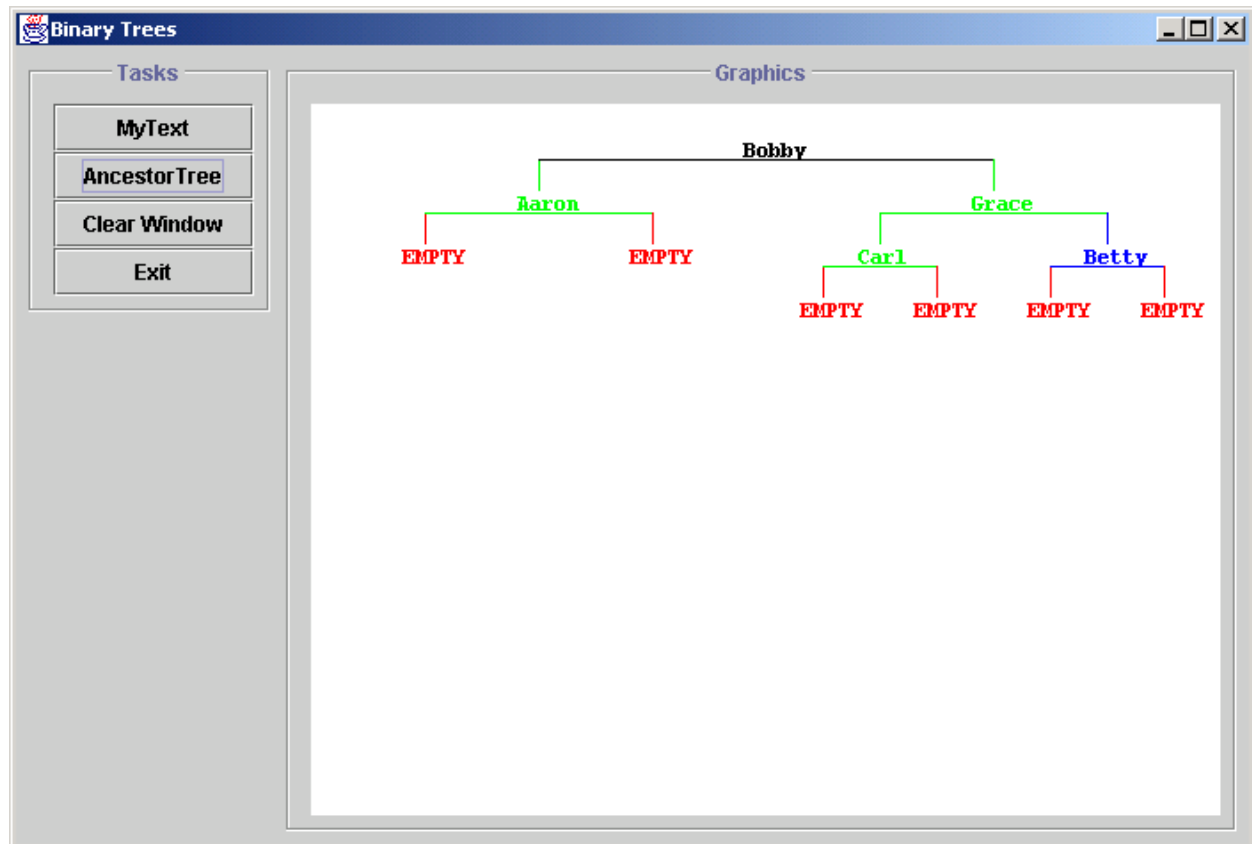 Binary Trees
Tasks
MyText
AncestorTree
Clear Window
Exit
Graphics
Bobby
Aaron Grace
EMPTY EMPTY Carl Betty
EMPTY EMPTY EMPTY EMPTY